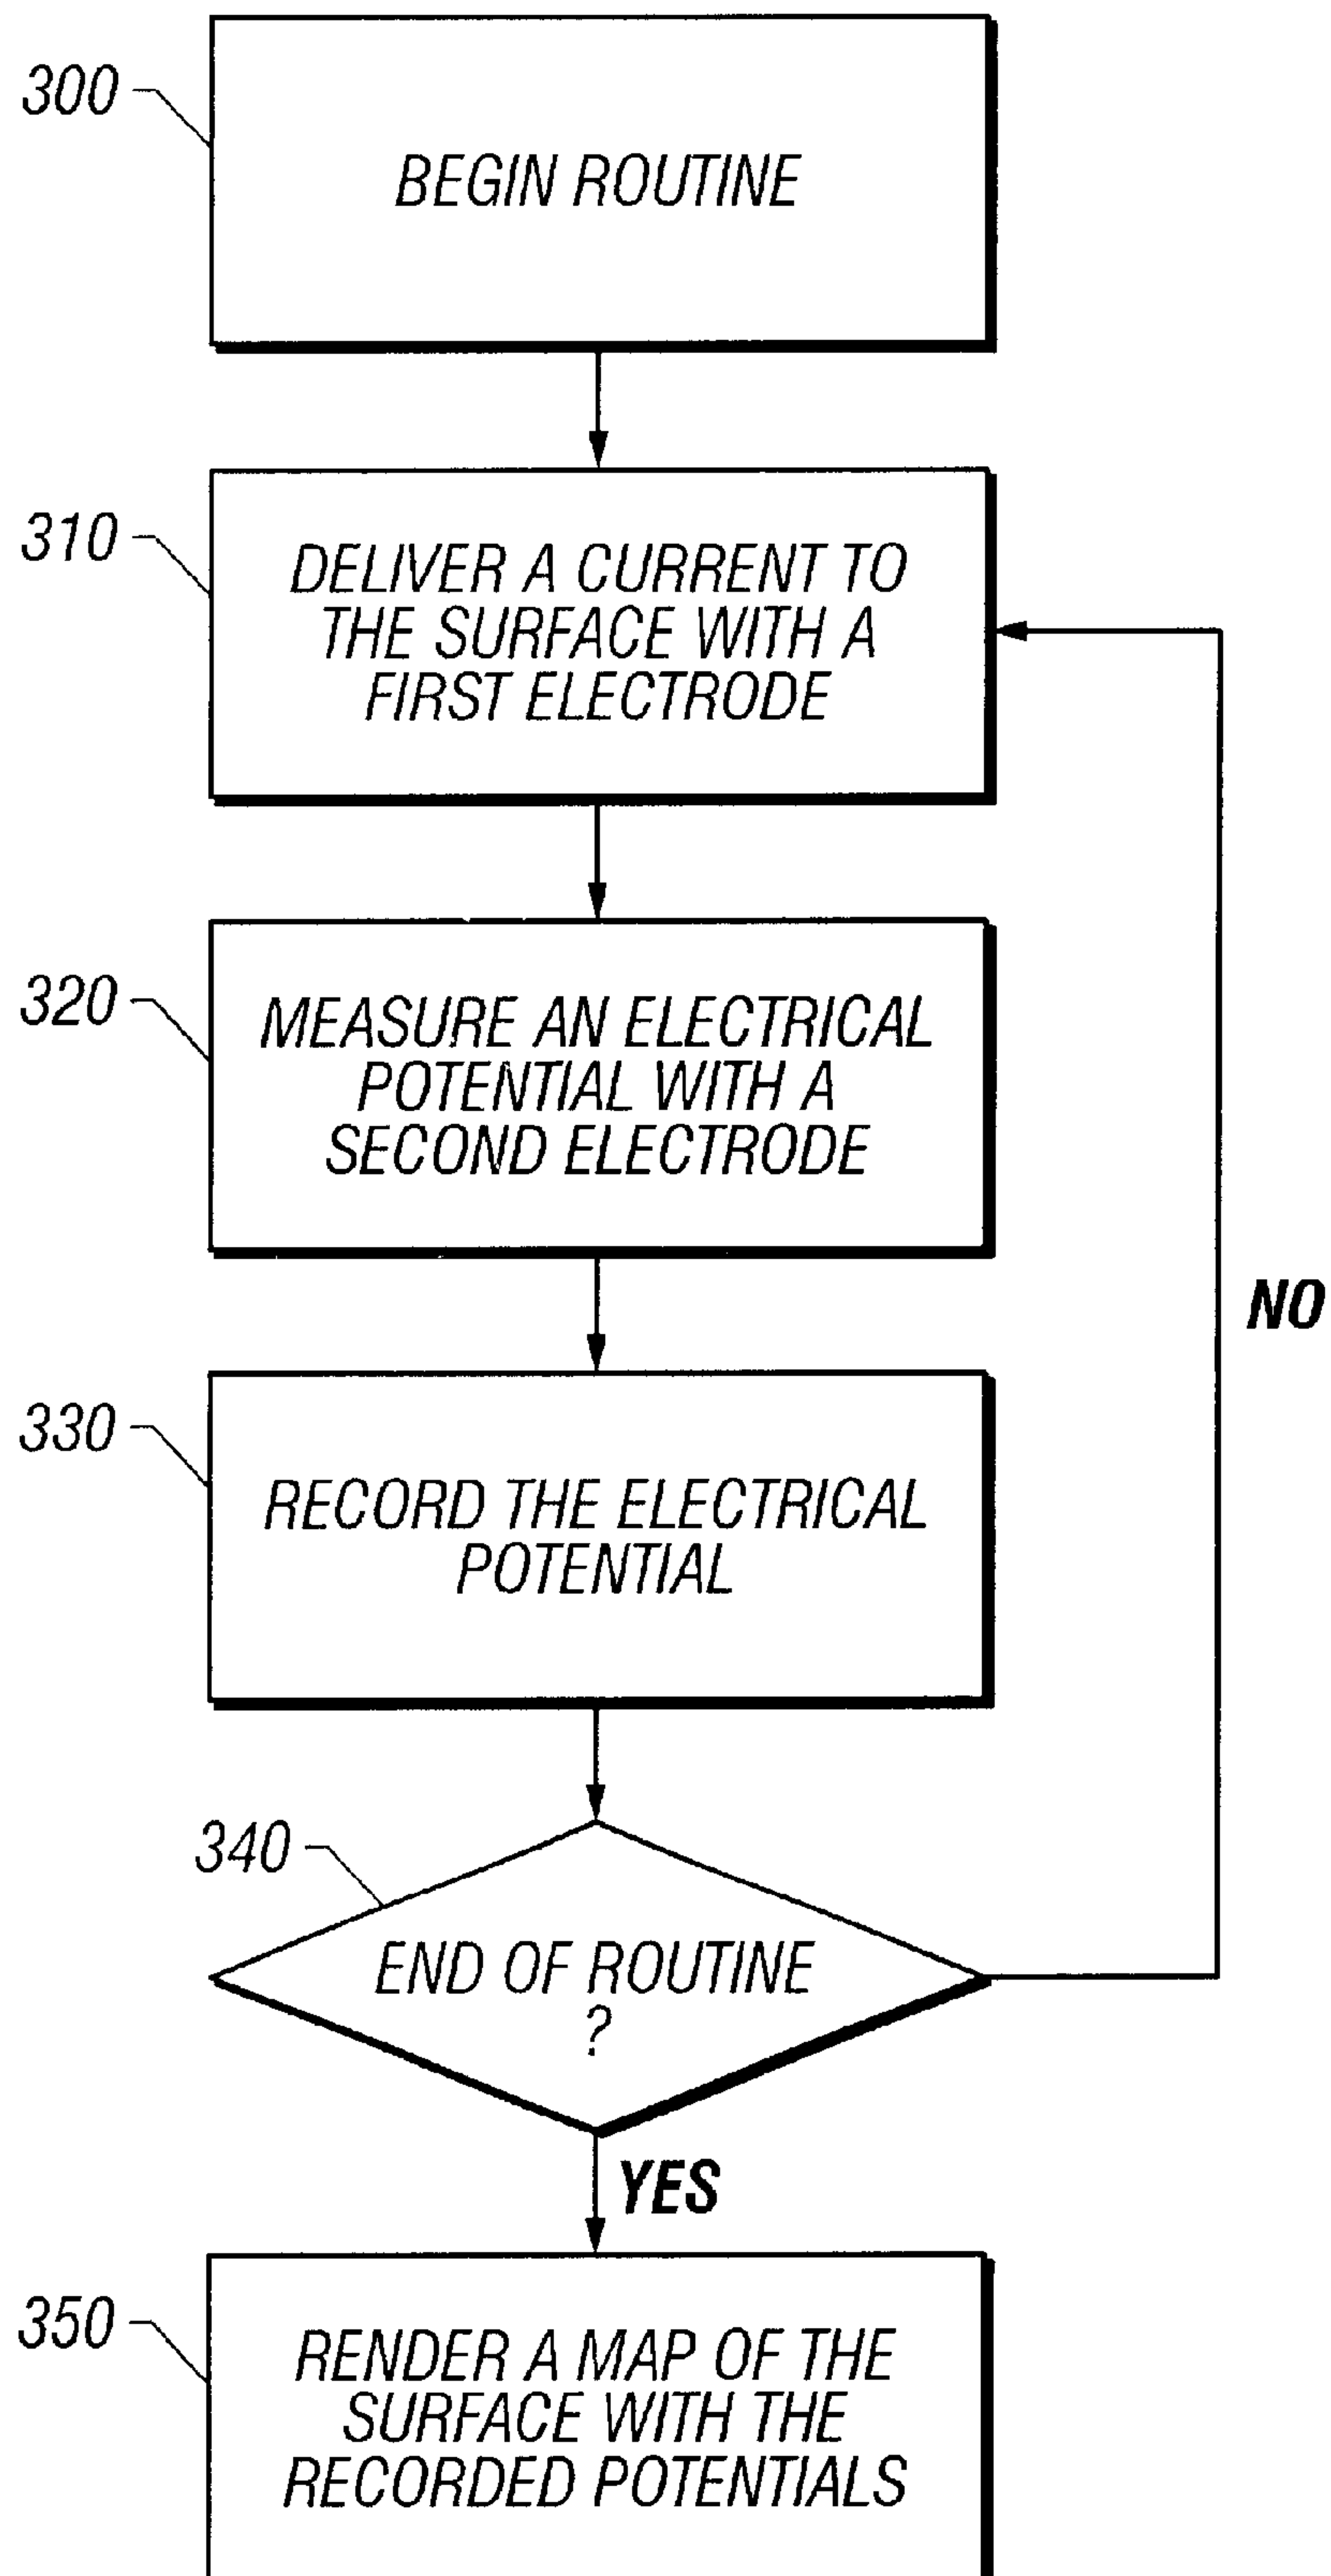 300
BEGIN ROUTINE
310
DELIVER A CURRENT TO
THE SURFACE WITH A
FIRST ELECTRODE
320
MEASURE AN ELECTRICAL
POTENTIAL WITH A
SECOND ELECTRODE
NO
330
RECORD THE ELECTRICAL
POTENTIAL
340
END OF ROUTINE
?
YES
350
RENDER A MAP OF THE
SURFACE WITH THE
RECORDED POTENTIALS